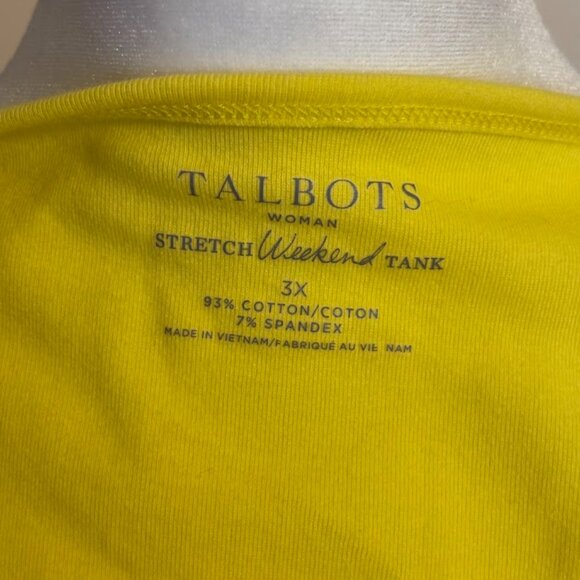 TALBOTS
WOMAN
STRETCH Weekend TANK
3X
93% COTTON/COTON
7% SPANDEX
MADE IN VIETNAM/FABRIQUÉ AU VIE NAM